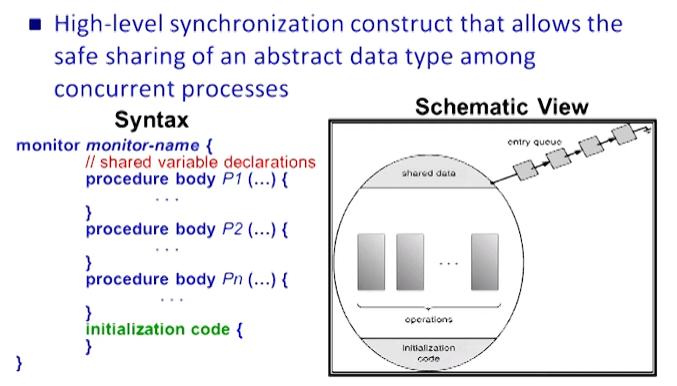 High-level synchronization construct that allows the
safe sharing of an abstract data type among
concurrent processes
Syntax
monitor monitor-name {
// shared variable declarations
procedure body P1 (...) {
...
}
procedure body P2 (...) {
...
}
procedure body Pn (...) {
...
}
initialization code {
}
}
Schematic View
entry queue
shared data
...
operations
initialization
code